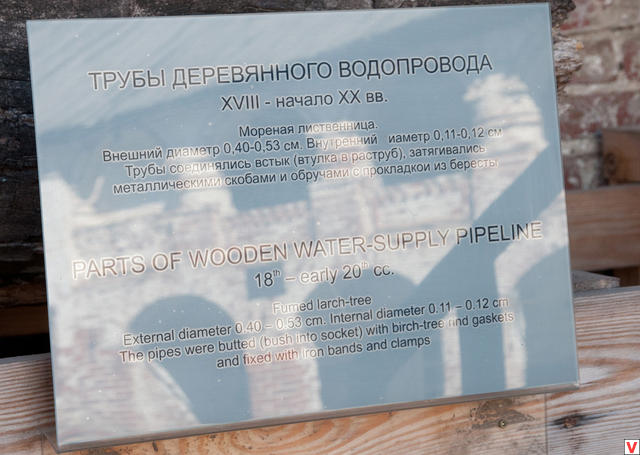 ТРУБЫ ДЕРЕВЯННОГО ВОДОПРОВОДА
XVIII - начало XX вв.
Мореная лиственница.
Внешний диаметр 0,40-0,53 см. Внутренний иаметр 0,11-0,12 см
Трубы соединялись встык (втулка в раструб), затягивались
металлическими скобами и обручами с прокладкой из бересты
PARTS OF WOODEN WATER-SUPPLY PIPELINE
18th – early 20th cc.
Fumed larch-tree
External diameter 0.40 – 0.53 cm. Internal diameter 0.11 – 0.12 cm
The pipes were butted (bush into socket) with birch-tree rind gaskets
and fixed with iron bands and clamps
V